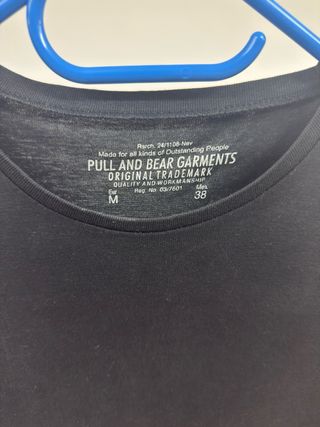 Rsrch. 24/1108-Nav
Made for all kinds of Outstanding People
PULL AND BEAR GARMENTS
ORIGINAL TRADEMARK
QUALITY AND WORKMANSHIP
Eur Reg. No. 03/7601 Mex
M 38